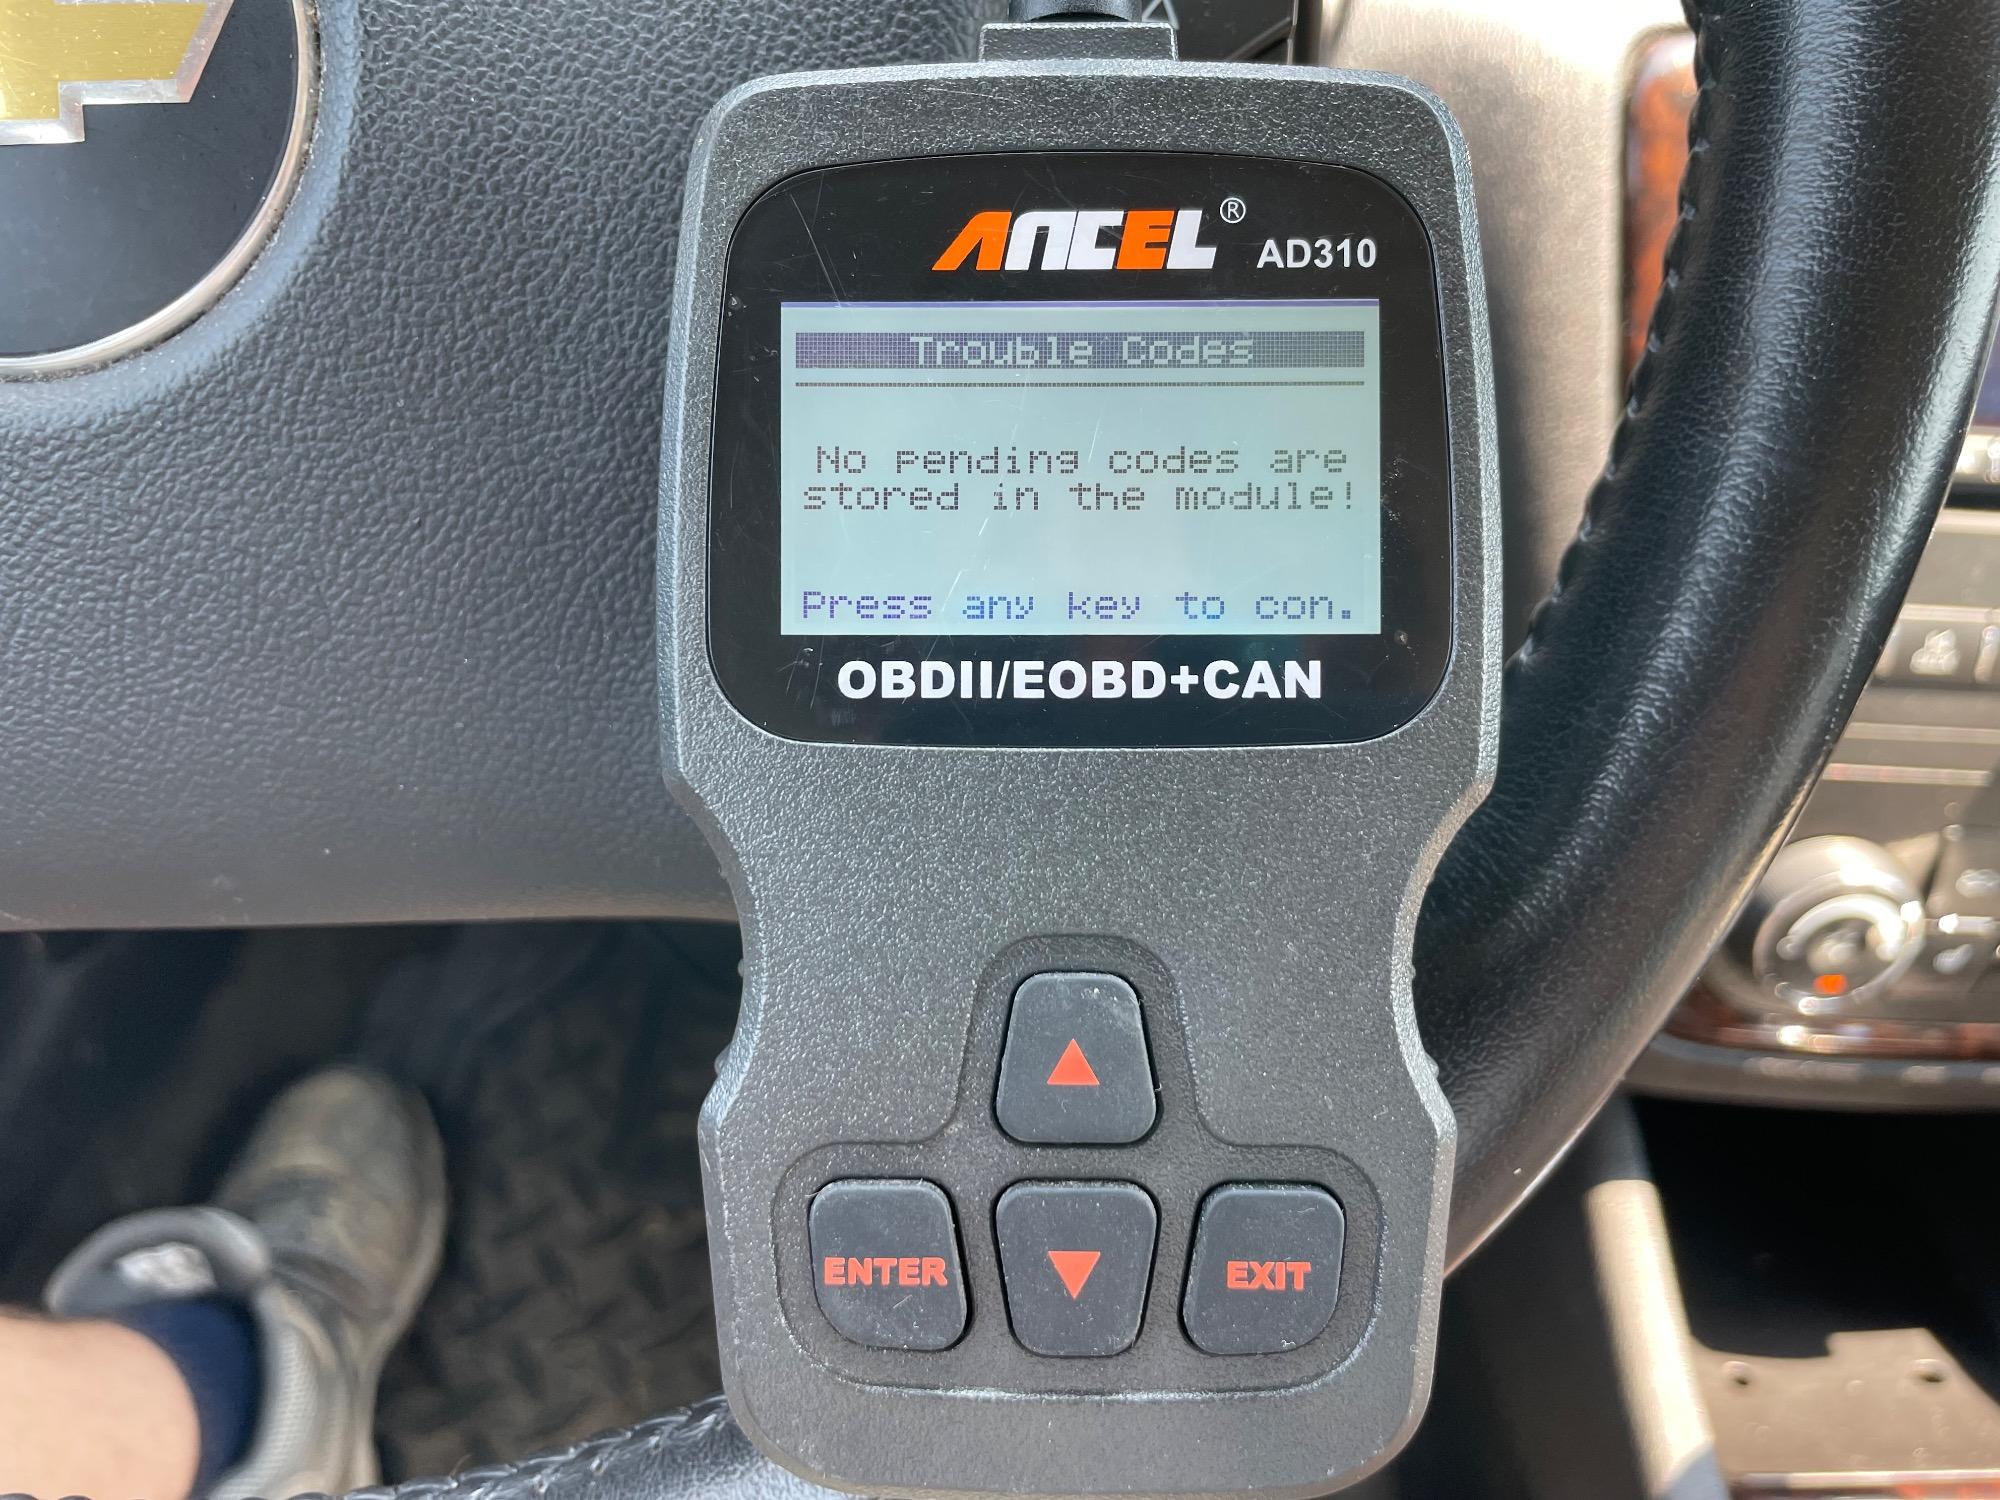 ANCEL®
AD310
Trouble Codes
No pending codes are
stored in the module!
Press any key to con.
OBDII/EOBD+CAN
ENTER
EXIT